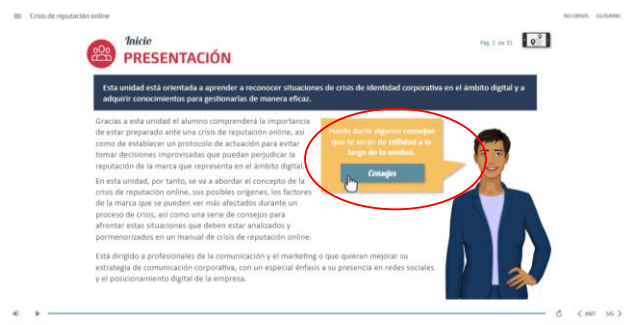 Crisis de reputación online
RECURSOS GLOSARIO
Inicio
PRESENTACIÓN
Pág. 2 de 31
Esta unidad está orientada a aprender a reconocer situaciones de crisis de identidad corporativa en el ámbito digital y a
adquirir conocimientos para gestionarlas de manera eficaz.
Gracias a esta unidad el alumno comprenderá la importancia
de estar preparado ante una crisis de reputación online, así
como de establecer un protocolo de actuación para evitar
tomar decisiones improvisadas que puedan perjudicar la
reputación de la marca que representa en el ámbito digital.
En esta unidad, por tanto, se va a abordar el concepto de la
crisis de reputación online, sus posibles orígenes, los factores
de la marca que se pueden ver más afectados durante un
proceso de crisis, así como una serie de consejos para
afrontar estas situaciones que deben estar analizados y
pormenorizados en un manual de crisis de reputación online.
Puedo darte algunos consejos
que te serán de utilidad a lo
largo de la unidad.
Consejos
Está dirigido a profesionales de la comunicación y el marketing o que quieran mejorar su
estrategia de comunicación corporativa, con un especial énfasis a su presencia en redes sociales
y el posicionamiento digital de la empresa.
ANT SIG